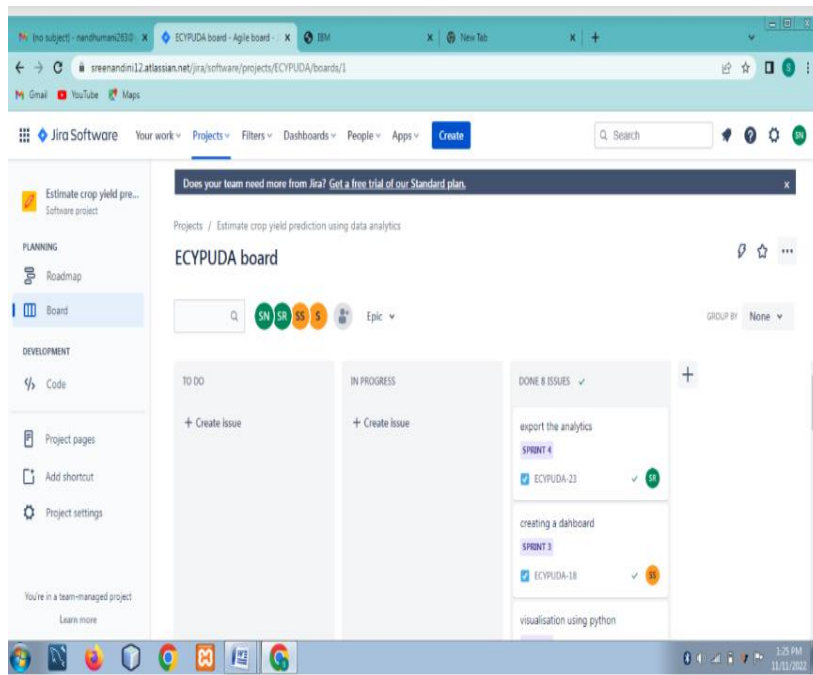 (no subject) - nandhumani263@ ECYPUDA board - Agile board - IBM New Tab
sreenandini12.atlassian.net/jira/software/projects/ECYPUDA/boards/1 S
Gmail YouTube Maps
Jira Software Your work Projects Filters Dashboards People Apps Create Search SN
Does your team need more from Jira? Get a free trial of our Standard plan. x
Estimate crop yield pre...
Software project
Projects / Estimate crop yield prediction using data analytics
ECYPUDA board
PLANNING
Roadmap
Board
DEVELOPMENT
Code
Project pages
Add shortcut
Project settings
You're in a team-managed project
Learn more
SN SR SS S Epic GROUP BY None
TO DO
+ Create issue
IN PROGRESS
+ Create issue
DONE 8 ISSUES
export the analytics
SPRINT 4
ECYPUDA-23 SR
creating a dahboard
SPRINT 3
ECYPUDA-18 SS
visualisation using python
1:25 PM
11/11/2022